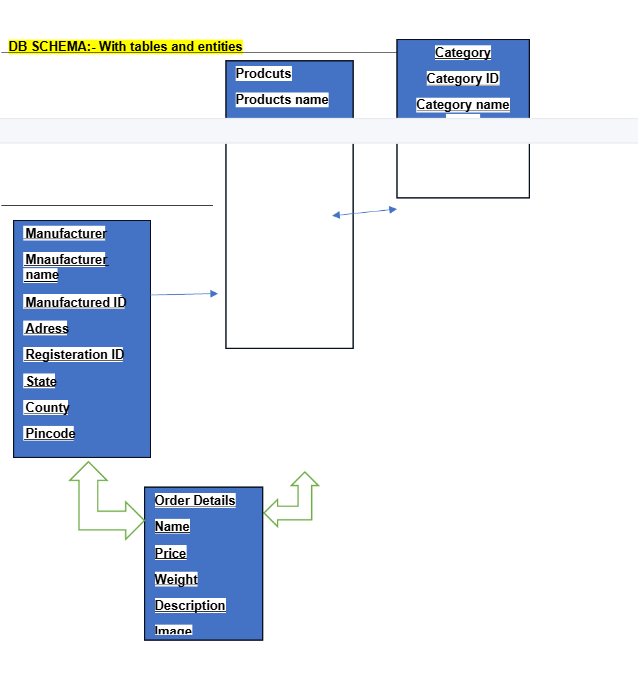 DB SCHEMA:- With tables and entities
Category
Category ID
Category name
Prodcuts
Products name
Manufacturer
Mnaufacturer
name
Manufactured ID
Adress
Registeration ID
State
County
Pincode
Order Details
Name
Price
Weight
Description
Image